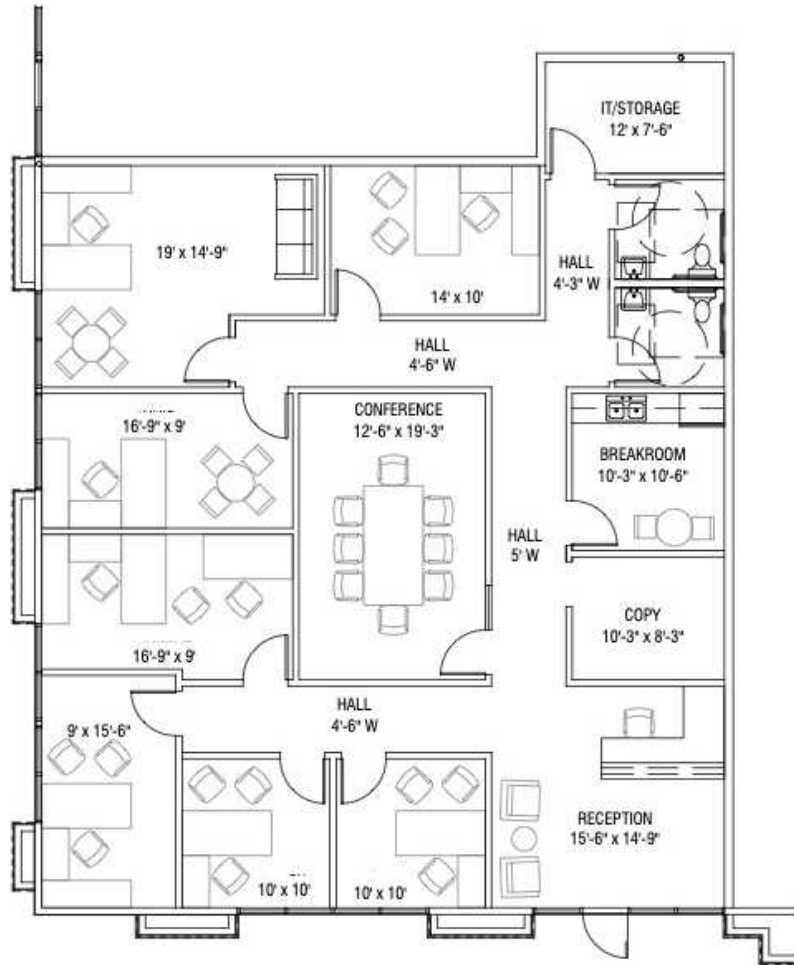 IT/STORAGE
12' x 7'-6"
19' x 14'-9"
14' x 10'
HALL
4'-3" W
HALL
4'-6" W
16'-9" x 9'
CONFERENCE
12'-6" x 19'-3"
BREAKROOM
10'-3" x 10'-6"
HALL
5' W
COPY
10'-3" x 8'-3"
16'-9" x 9'
9' x 15'-6"
HALL
4'-6" W
RECEPTION
15'-6" x 14'-9"
10' x 10'
10' x 10'